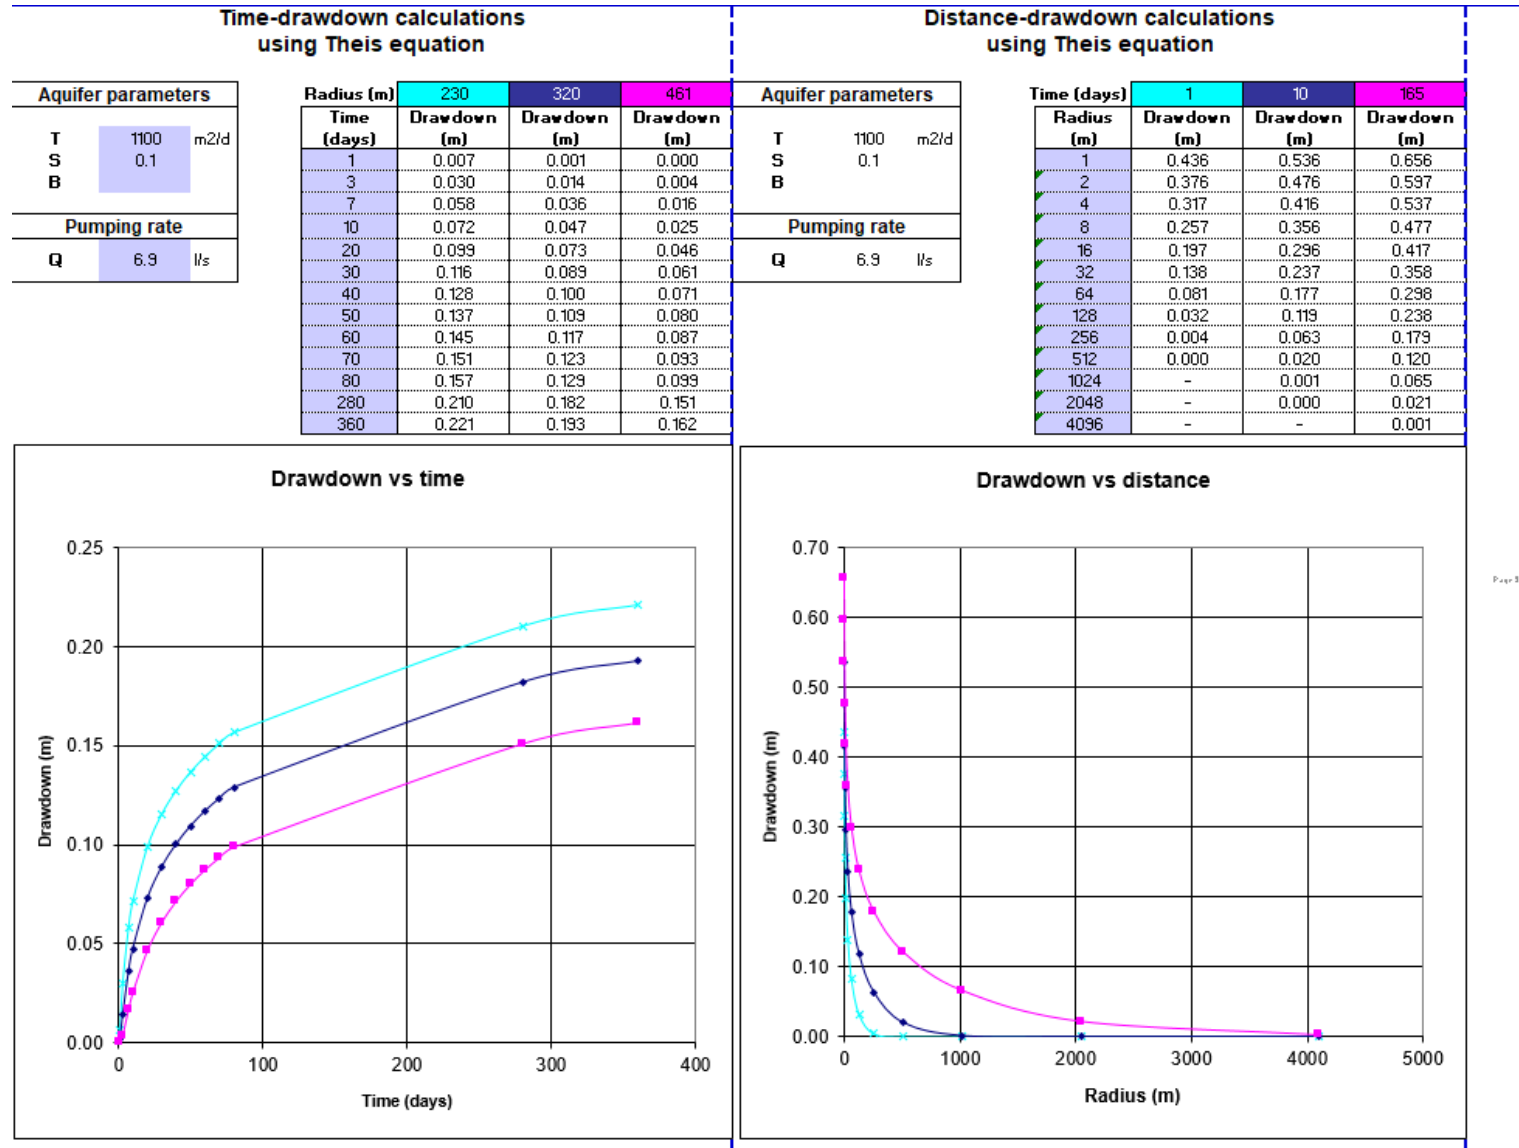 Time-drawdown calculations
using Theis equation
Aquifer parameters
T 1100 m2/d
S 0.1
B
Pumping rate
Q 6.9 l/s
Radius (m) 230 320 461
Time Drawdown Drawdown Drawdown
(days) (m) (m) (m)
1 0.007 0.001 0.000
3 0.030 0.014 0.004
7 0.058 0.036 0.016
10 0.072 0.047 0.025
20 0.099 0.073 0.046
30 0.116 0.089 0.061
40 0.128 0.100 0.071
50 0.137 0.109 0.080
60 0.145 0.117 0.087
70 0.151 0.123 0.093
80 0.157 0.129 0.099
280 0.210 0.182 0.151
360 0.221 0.193 0.162
Drawdown vs time
0.25
0.20
0.15
0.10
0.05
0.00
Drawdown (m)
0 100 200 300 400
Time (days)
Distance-drawdown calculations
using Theis equation
Aquifer parameters
T 1100 m2/d
S 0.1
B
Pumping rate
Q 6.9 l/s
Time (days) 1 10 165
Radius Drawdown Drawdown Drawdown
(m) (m) (m) (m)
1 0.436 0.536 0.656
2 0.376 0.476 0.597
4 0.317 0.416 0.537
8 0.257 0.356 0.477
16 0.197 0.296 0.417
32 0.138 0.237 0.358
64 0.081 0.177 0.298
128 0.032 0.119 0.238
256 0.004 0.063 0.179
512 0.000 0.020 0.120
1024 - 0.001 0.065
2048 - 0.000 0.021
4096 - - 0.001
Drawdown vs distance
0.70
0.60
0.50
0.40
0.30
0.20
0.10
0.00
Drawdown (m)
0 1000 2000 3000 4000 5000
Radius (m)